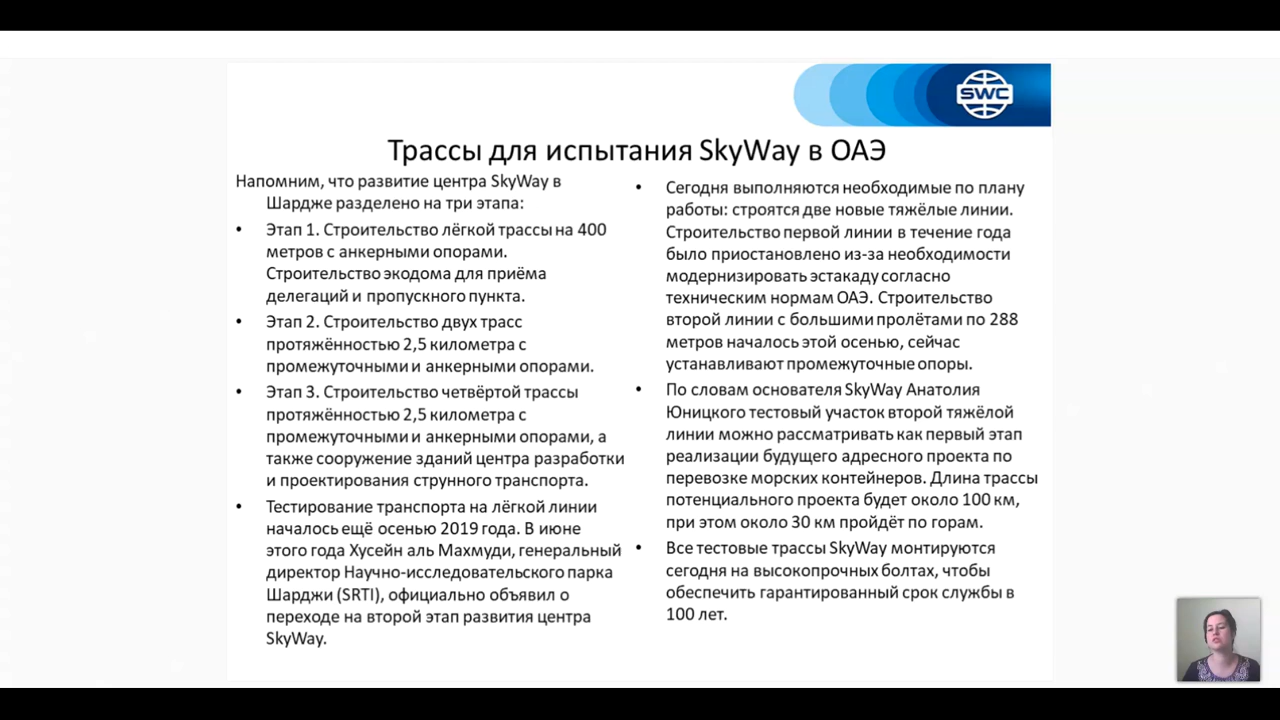 SWC
Трассы для испытания SkyWay в ОАЭ
Напомним, что развитие центра SkyWay в
Шардже разделено на три этапа:
• Этап 1. Строительство лёгкой трассы на 400
метров с анкерными опорами.
Строительство экодома для приёма
делегаций и пропускного пункта.
• Этап 2. Строительство двух трасс
протяжённостью 2,5 километра с
промежуточными и анкерными опорами.
• Этап 3. Строительство четвёртой трассы
протяжённостью 2,5 километра с
промежуточными и анкерными опорами, а
также сооружение зданий центра разработки
и проектирования струнного транспорта.
• Тестирование транспорта на лёгкой линии
началось ещё осенью 2019 года. В июне
этого года Хусейн аль Махмуди, генеральный
директор Научно-исследовательского парка
Шарджи (SRTI), официально объявил о
переходе на второй этап развития центра
SkyWay.
• Сегодня выполняются необходимые по плану
работы: строятся две новые тяжёлые линии.
Строительство первой линии в течение года
было приостановлено из-за необходимости
модернизировать эстакаду согласно
техническим нормам ОАЭ. Строительство
второй линии с большими пролётами по 288
метров началось этой осенью, сейчас
устанавливают промежуточные опоры.
• По словам основателя SkyWay Анатолия
Юницкого тестовый участок второй тяжёлой
линии можно рассматривать как первый этап
реализации будущего адресного проекта по
перевозке морских контейнеров. Длина трассы
потенциального проекта будет около 100 км,
при этом около 30 км пройдёт по горам.
• Все тестовые трассы SkyWay монтируются
сегодня на высокопрочных болтах, чтобы
обеспечить гарантированный срок службы в
100 лет.